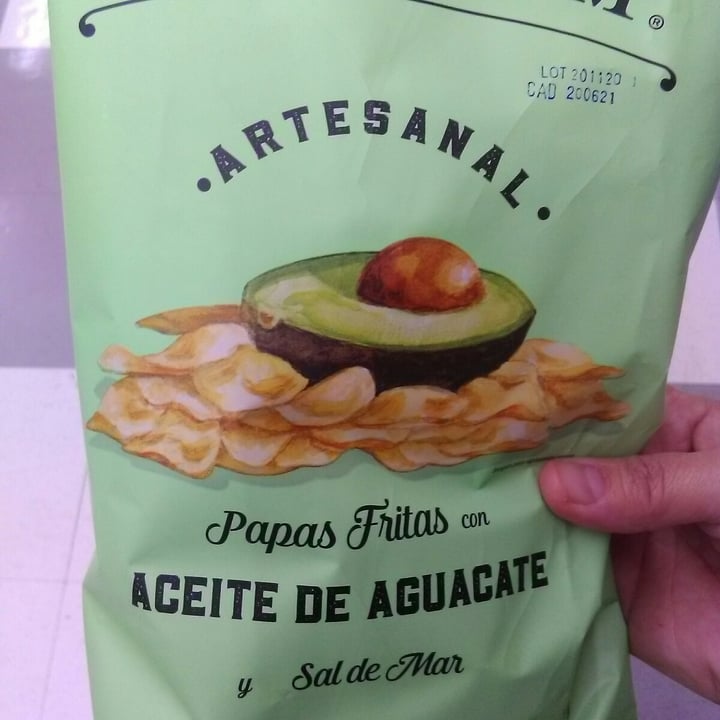 ®
LOT 201120 1
CAD 200621
• ARTESANAL •
Papas Fritas con
ACEITE DE AGUACATE
y Sal de Mar